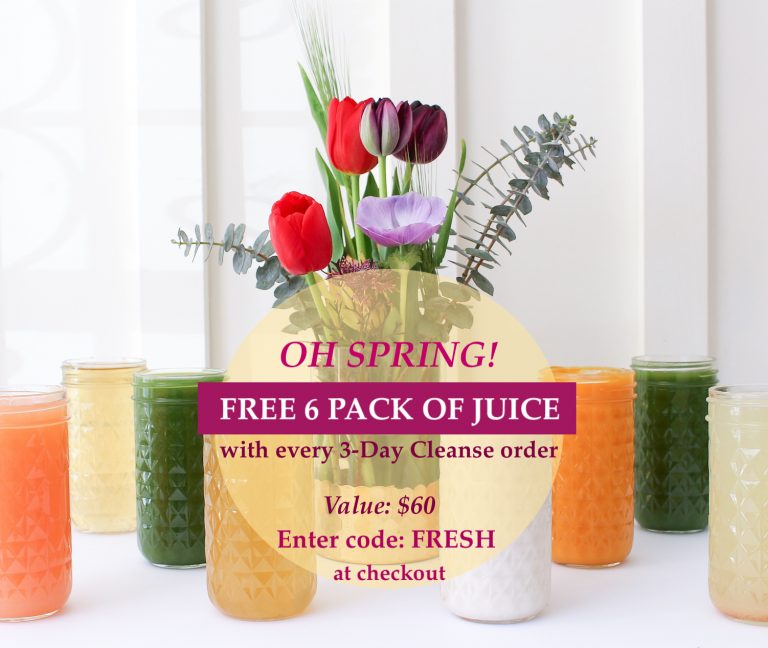 OH SPRING!
FREE 6 PACK OF JUICE
with every 3-Day Cleanse order
Value: $60
Enter code: FRESH
at checkout